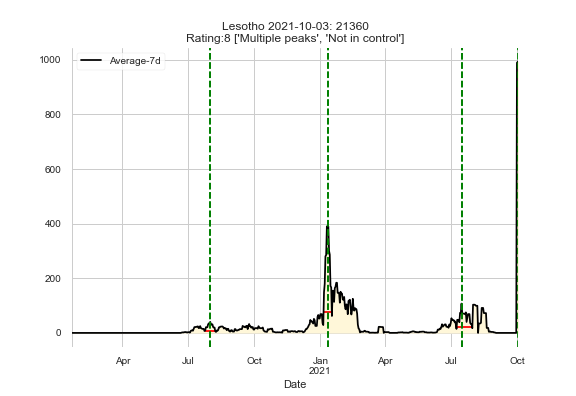 Lesotho 2021-10-03: 21360
Rating:8 ['Multiple peaks', 'Not in control']
Average-7d
1000
800
600
400
200
0
Apr Jul Oct Jan Apr Jul Oct
2021
Date